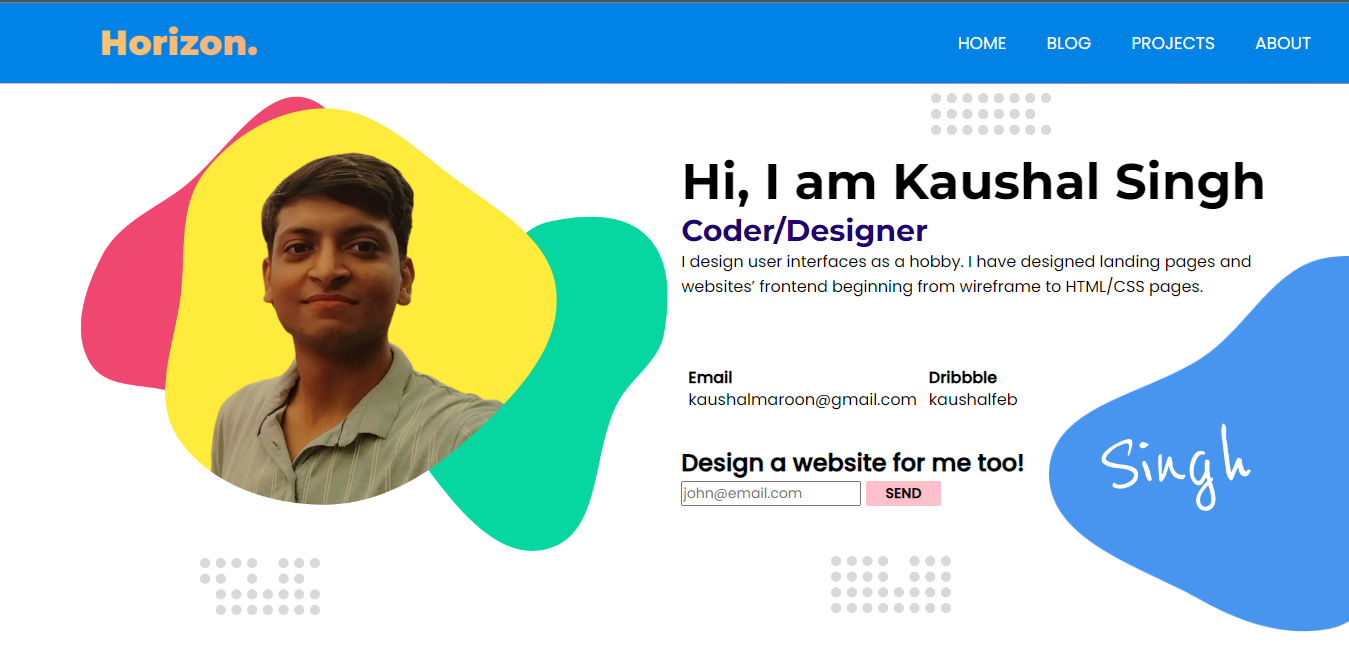 Horizon.
HOME BLOG PROJECTS ABOUT
Hi, I am Kaushal Singh
Coder/Designer
I design user interfaces as a hobby. I have designed landing pages and
websites’ frontend beginning from wireframe to HTML/CSS pages.
Email
kaushalmaroon@gmail.com
Dribbble
kaushalfeb
Design a website for me too!
john@email.com
SEND
Singh